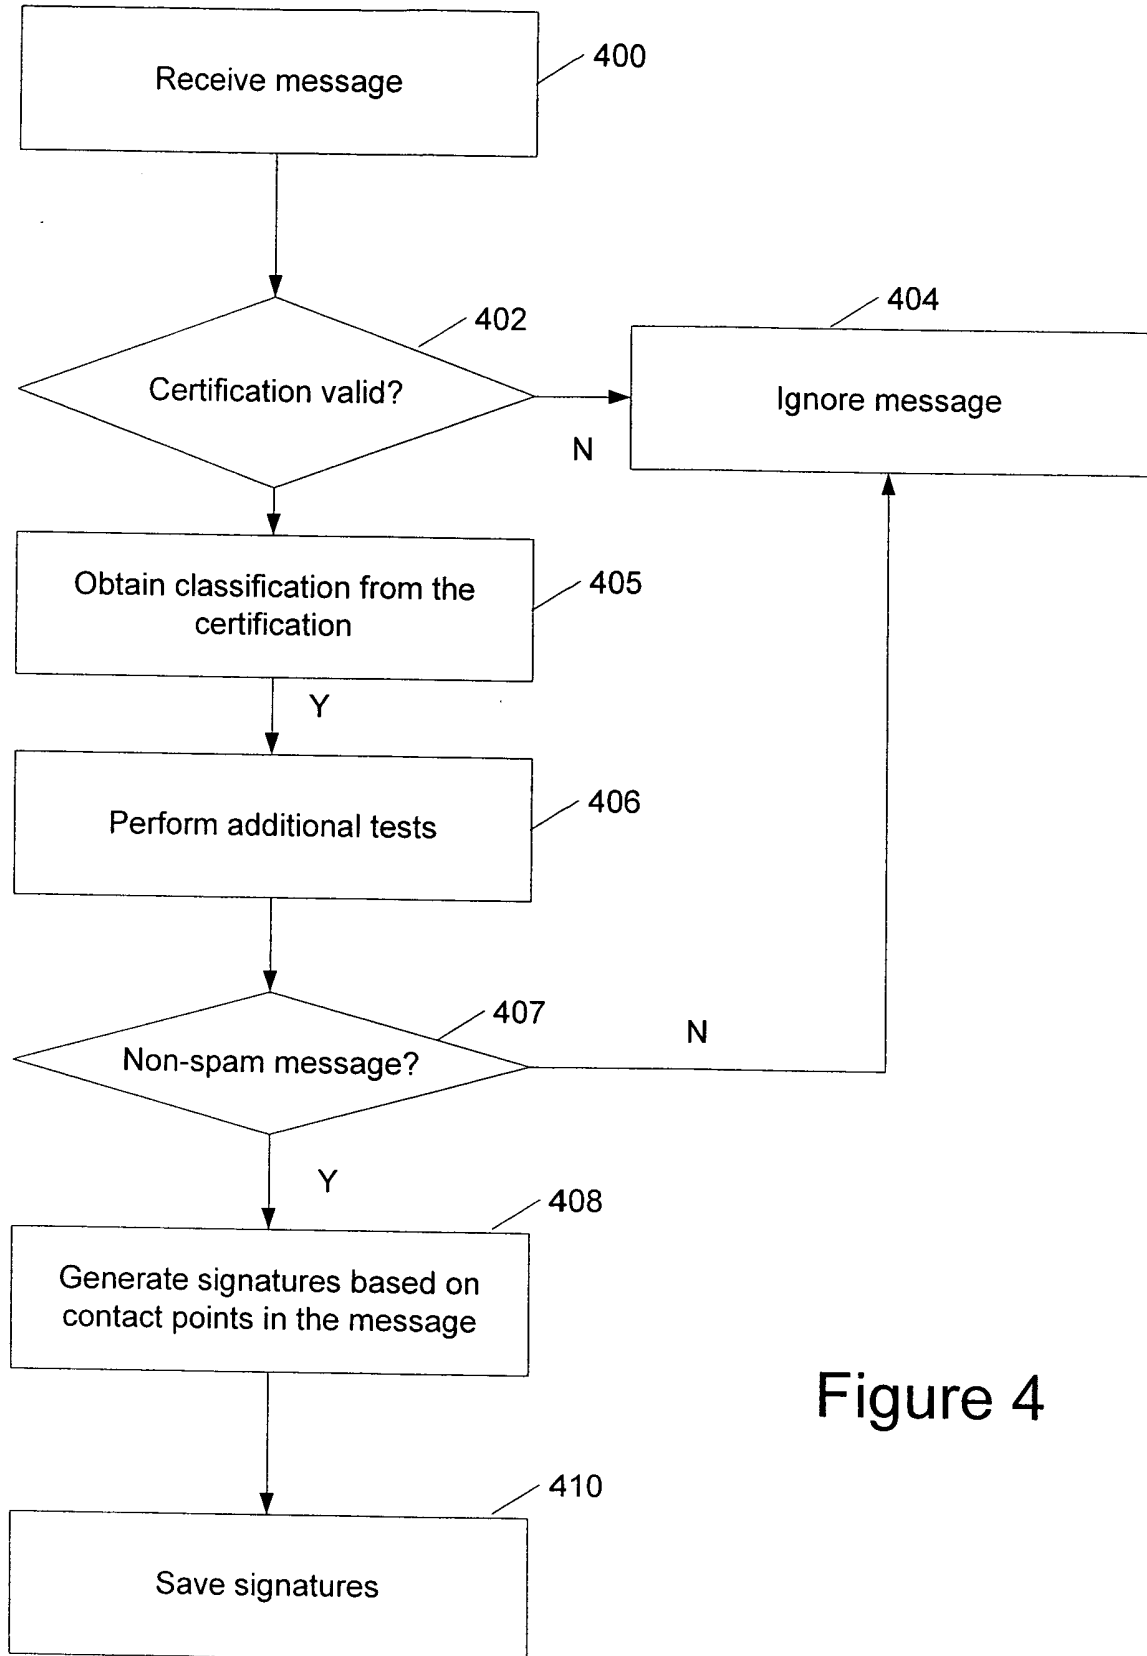 Receive message
400
402
Certification valid?
N
404
Ignore message
Obtain classification from the
certification
405
Y
Perform additional tests
406
407
Non-spam message?
N
Y
408
Generate signatures based on
contact points in the message
Figure 4
410
Save signatures